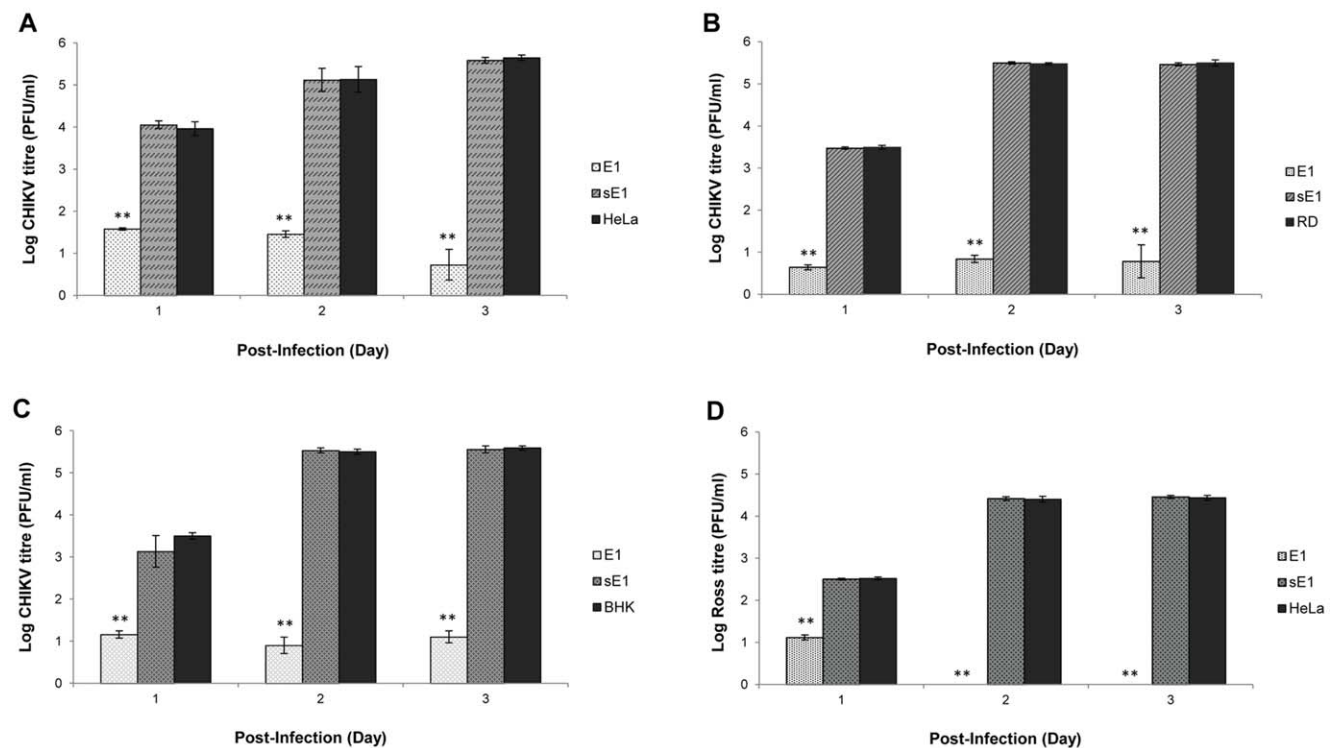 A
Log CHIKV titre (PFU/ml)
6
5
4
3
2
1
0
**
**
**
1
2
3
Post-Infection (Day)
E1
sE1
HeLa
B
Log CHIKV titre (PFU/ml)
6
5
4
3
2
1
0
**
**
**
1
2
3
Post-Infection (Day)
E1
sE1
RD
C
Log CHIKV titre (PFU/ml)
6
5
4
3
2
1
0
**
**
**
1
2
3
Post-Infection (Day)
E1
sE1
BHK
D
Log Ross titre (PFU/ml)
6
5
4
3
2
1
0
**
**
**
1
2
3
Post-Infection (Day)
E1
sE1
HeLa